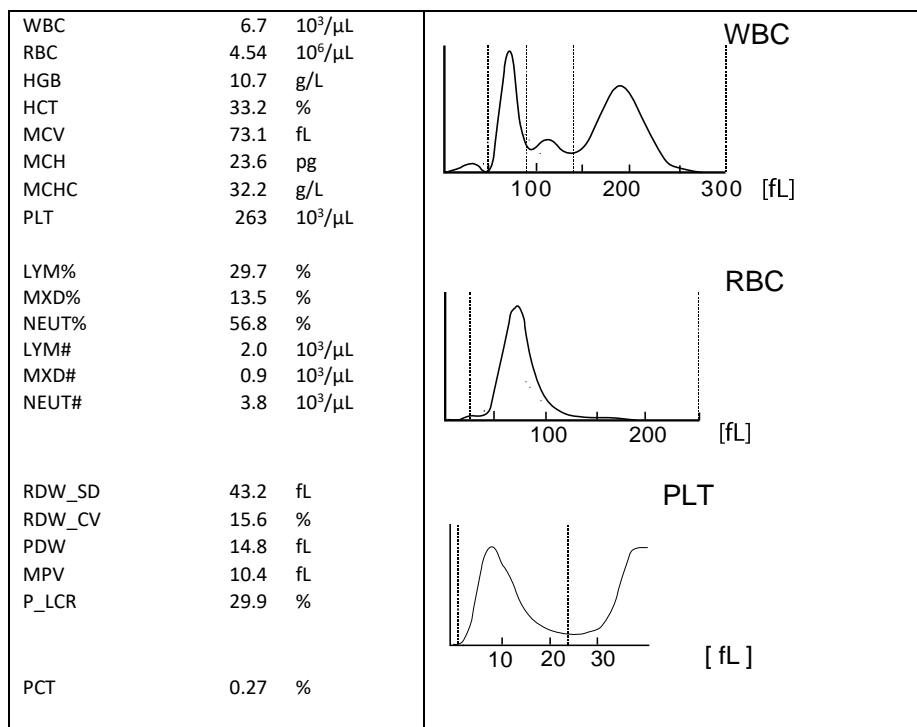 WBC 6.7 10³/µL
RBC 4.54 10⁶/µL
HGB 10.7 g/L
HCT 33.2 %
MCV 73.1 fL
MCH 23.6 pg
MCHC 32.2 g/L
PLT 263 10³/µL
LYM% 29.7 %
MXD% 13.5 %
NEUT% 56.8 %
LYM# 2.0 10³/µL
MXD# 0.9 10³/µL
NEUT# 3.8 10³/µL
RDW_SD 43.2 fL
RDW_CV 15.6 %
PDW 14.8 fL
MPV 10.4 fL
P_LCR 29.9 %
PCT 0.27 %
WBC
100 200 300 [fL]
RBC
100 200 [fL]
PLT
10 20 30 [ fL ]